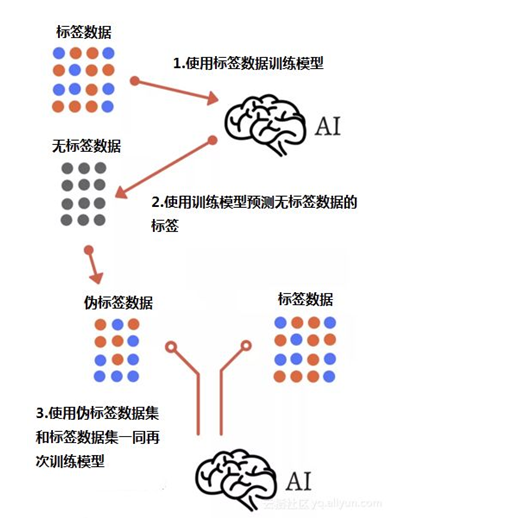 标签数据
1.使用标签数据训练模型
AI
无标签数据
2.使用训练模型预测无标签数据的
标签
伪标签数据
标签数据
3.使用伪标签数据集
和标签数据集一同再
次训练模型
AI
yq.aliyun.com